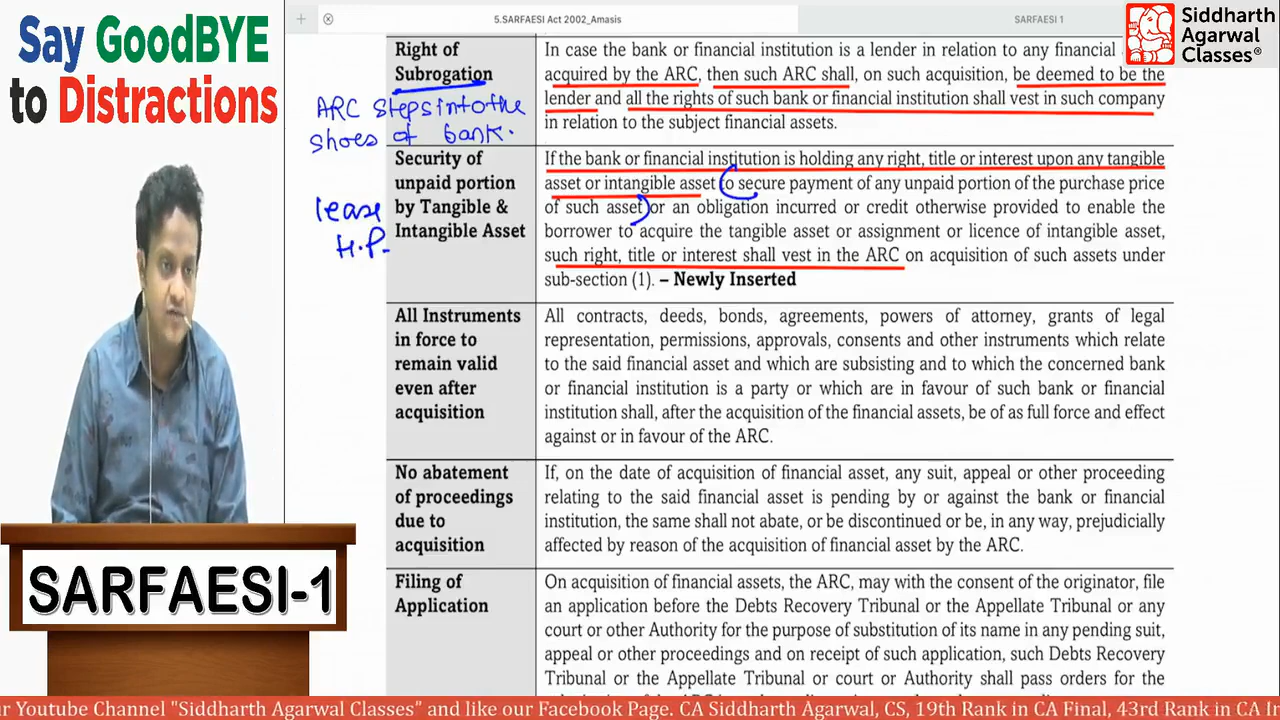 Say GoodBYE
to Distractions
5.SARFAESI Act 2002_Amasis
SARFAESI 1
Siddharth
Agarwal
Classes®
Right of
Subrogation
In case the bank or financial institution is a lender in relation to any financial
acquired by the ARC, then such ARC shall, on such acquisition, be deemed to be the
lender and all the rights of such bank or financial institution shall vest in such company
in relation to the subject financial assets.
ARC steps into the
shoes of bank.
Security of
unpaid portion
by Tangible &
Intangible Asset
If the bank or financial institution is holding any right, title or interest upon any tangible
asset or intangible asset to secure payment of any unpaid portion of the purchase price
of such asset or an obligation incurred or credit otherwise provided to enable the
borrower to acquire the tangible asset or assignment or licence of intangible asset,
such right, title or interest shall vest in the ARC on acquisition of such assets under
sub-section (1). – Newly Inserted
lease
H.P.
All Instruments
in force to
remain valid
even after
acquisition
All contracts, deeds, bonds, agreements, powers of attorney, grants of legal
representation, permissions, approvals, consents and other instruments which relate
to the said financial asset and which are subsisting and to which the concerned bank
or financial institution is a party or which are in favour of such bank or financial
institution shall, after the acquisition of the financial assets, be of as full force and effect
against or in favour of the ARC.
No abatement
of proceedings
due to
acquisition
If, on the date of acquisition of financial asset, any suit, appeal or other proceeding
relating to the said financial asset is pending by or against the bank or financial
institution, the same shall not abate, or be discontinued or be, in any way, prejudicially
affected by reason of the acquisition of financial asset by the ARC.
Filing of
Application
On acquisition of financial assets, the ARC, may with the consent of the originator, file
an application before the Debts Recovery Tribunal or the Appellate Tribunal or any
court or other Authority for the purpose of substitution of its name in any pending suit,
appeal or other proceedings and on receipt of such application, such Debts Recovery
Tribunal or the Appellate Tribunal or court or Authority shall pass orders for the
SARFAESI-1
ur Youtube Channel "Siddharth Agarwal Classes" and like our Facebook Page. CA Siddharth Agarwal, CS, 19th Rank in CA Final, 43rd Rank in CA In